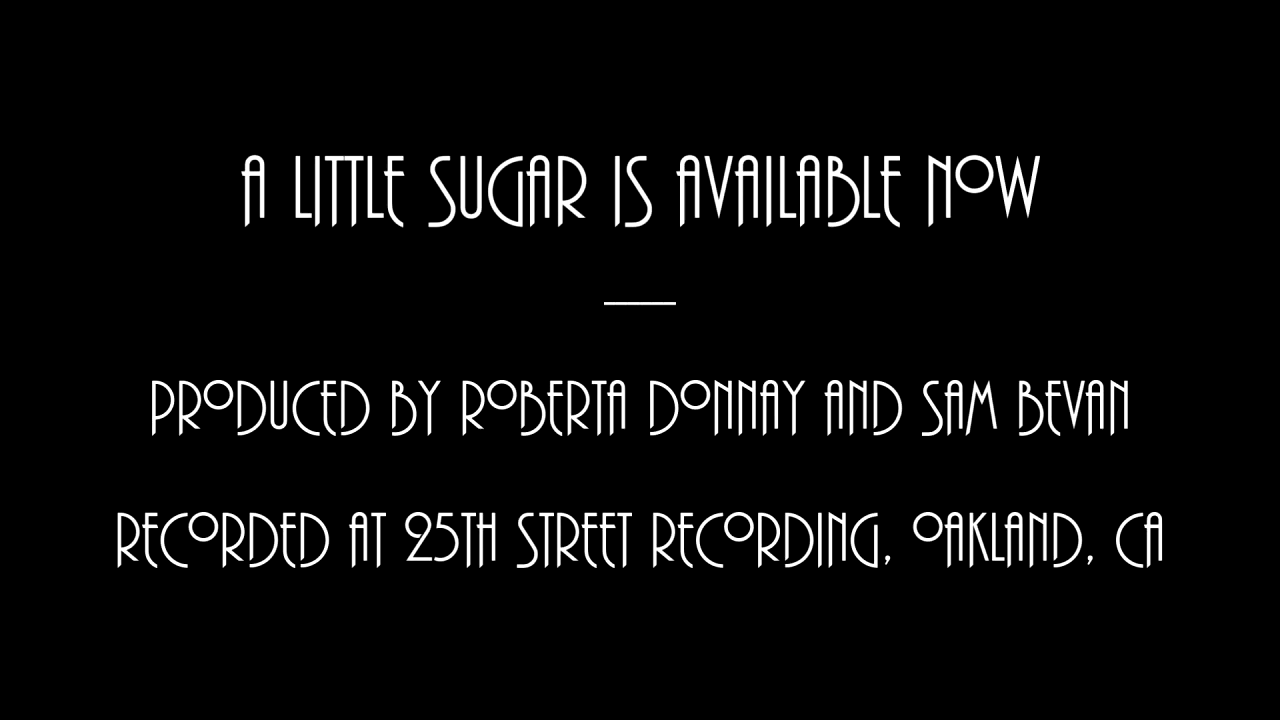 A LITTLE SUGAR IS AVAILABLE NOW
PRODUCED BY ROBERTA DONNAY AND SAM BEVAN
RECORDED AT 25TH STREET RECORDING, OAKLAND, CA